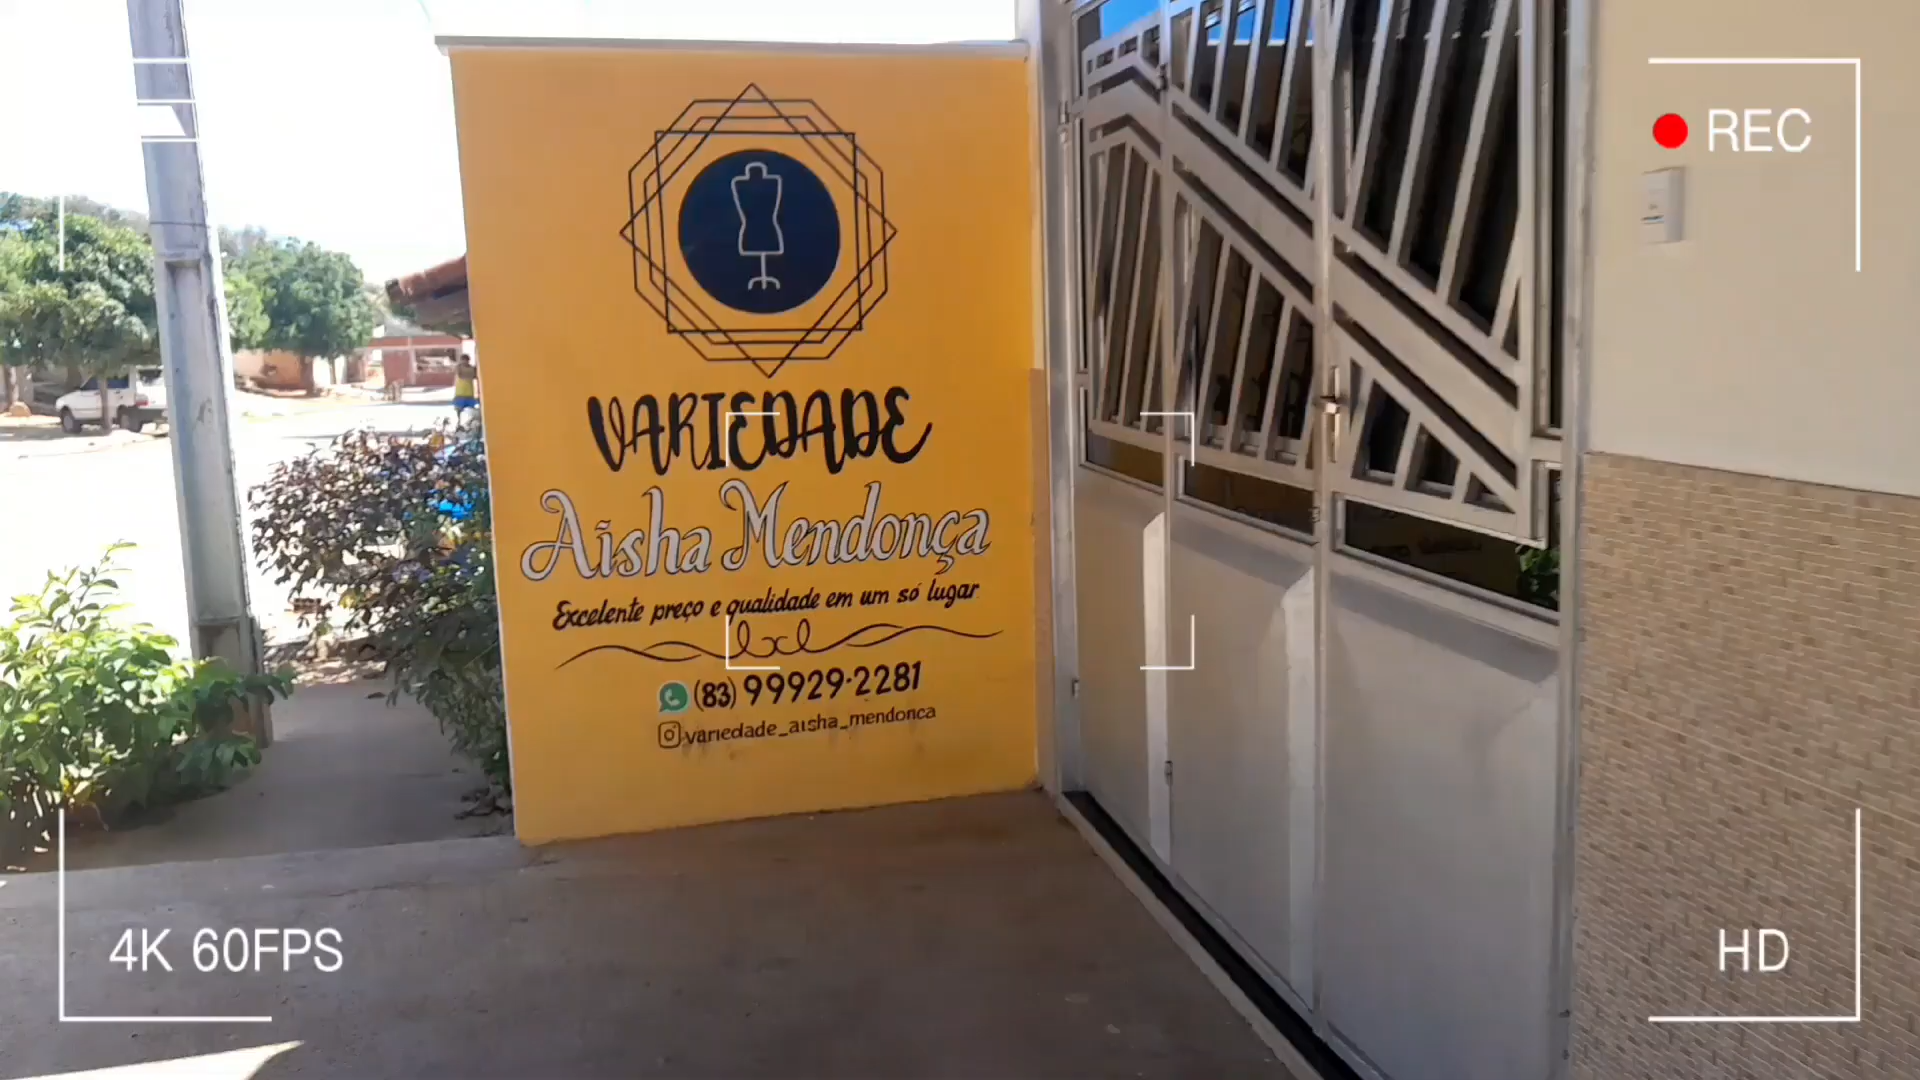 REC
VARIEDADE
Aisha Mendonça
Excelente preço e qualidade em um só lugar
(83) 99929-2281
variedade_aisha_mendonca
4K 60FPS
HD